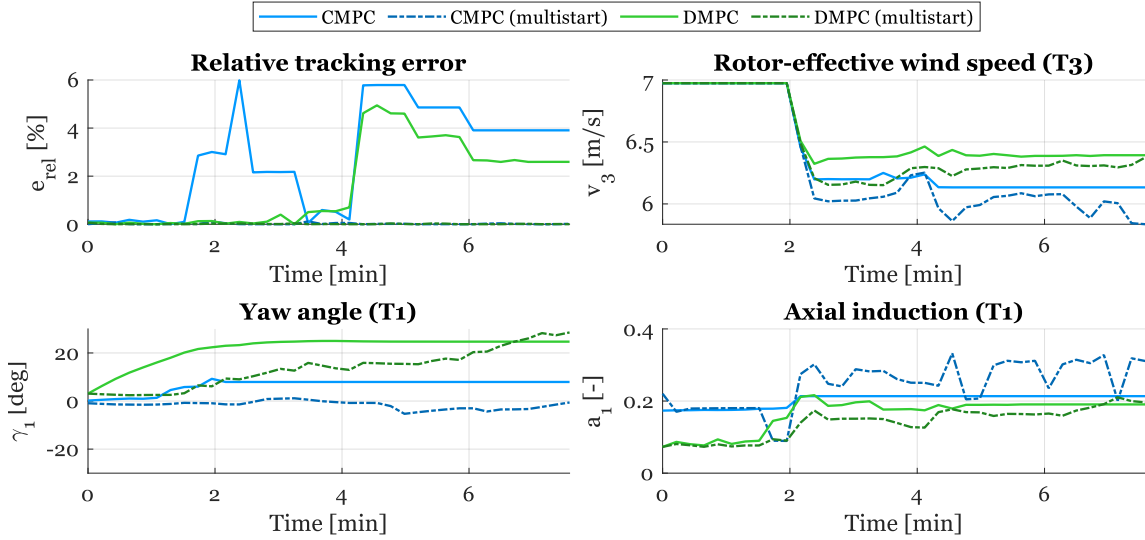 CMPC CMPC (multistart) DMPC DMPC (multistart)
Relative tracking error
e_rel [%]
6
4
2
0
0 2 4 6
Time [min]
Rotor-effective wind speed (T3)
v_3 [m/s]
7
6.5
6
0 2 4 6
Time [min]
Yaw angle (T1)
γ_1 [deg]
20
0
-20
0 2 4 6
Time [min]
Axial induction (T1)
a_1 [-]
0.4
0.2
0
0 2 4 6
Time [min]